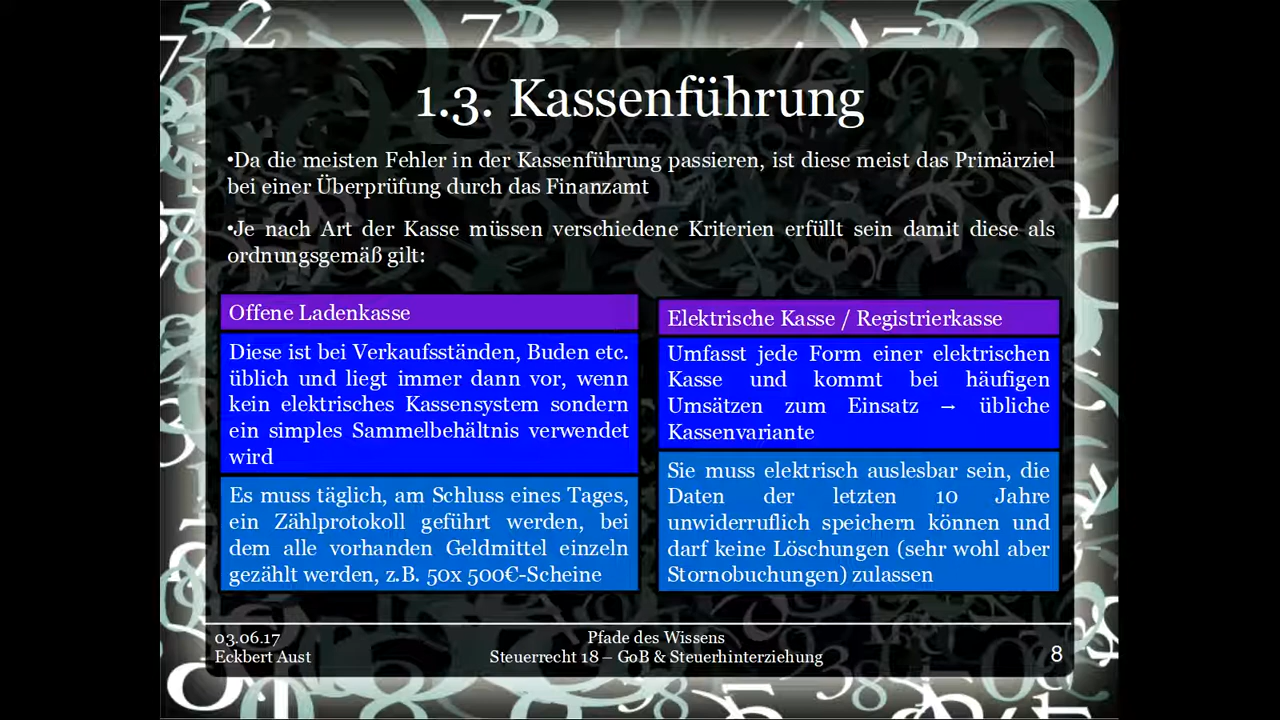 1.3. Kassenführung
•Da die meisten Fehler in der Kassenführung passieren, ist diese meist das Primärziel
bei einer Überprüfung durch das Finanzamt
•Je nach Art der Kasse müssen verschiedene Kriterien erfüllt sein damit diese als
ordnungsgemäß gilt:
Offene Ladenkasse
Diese ist bei Verkaufsständen, Buden etc.
üblich und liegt immer dann vor, wenn
kein elektrisches Kassensystem sondern
ein simples Sammelbehältnis verwendet
wird
Es muss täglich, am Schluss eines Tages,
ein Zählprotokoll geführt werden, bei
dem alle vorhanden Geldmittel einzeln
gezählt werden, z.B. 50x 500€-Scheine
Elektrische Kasse / Registrierkasse
Umfasst jede Form einer elektrischen
Kasse und kommt bei häufigen
Umsätzen zum Einsatz → übliche
Kassenvariante
Sie muss elektrisch auslesbar sein, die
Daten der letzten 10 Jahre
unwiderruflich speichern können und
darf keine Löschungen (sehr wohl aber
Stornobuchungen) zulassen
03.06.17
Eckbert Aust
Pfade des Wissens
Steuerrecht 18 – GoB & Steuerhinterziehung
8